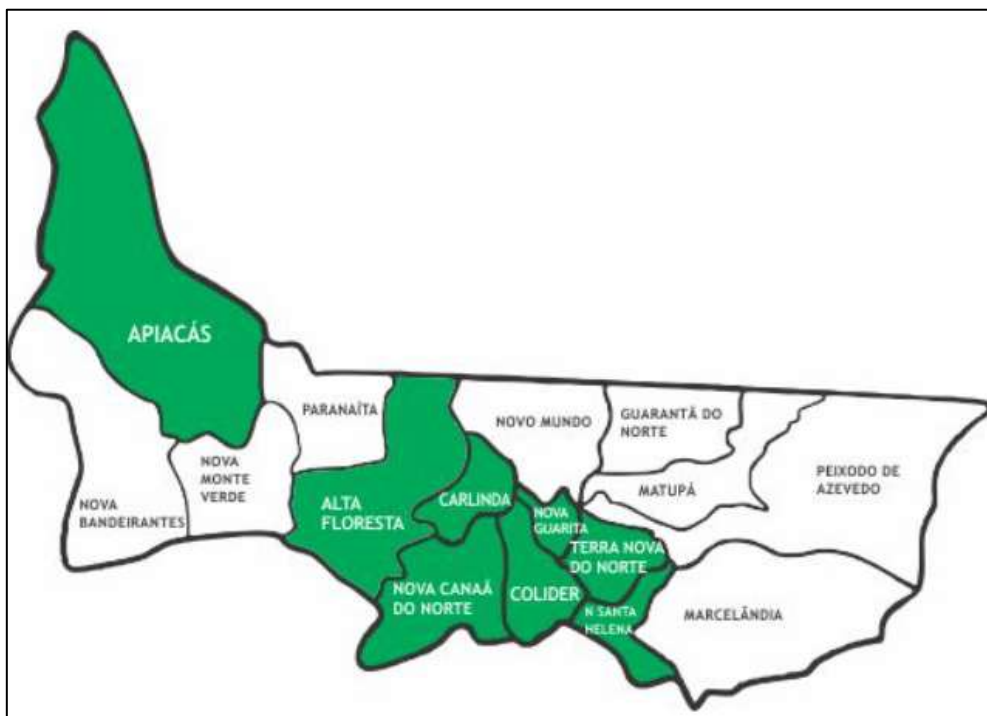 APIACÁS
PARANAÍTA
NOVO MUNDO
GUARANTÃ DO
NORTE
NOVA
MONTE
VERDE
NOVA
BANDEIRANTES
ALTA
FLORESTA
CARLINDA
NOVA
GUARITA
MATUPÁ
PEIXODO DE
AZEVEDO
TERRA NOVA
DO NORTE
NOVA CANAÃ
DO NORTE
COLIDER
N SANTA
HELENA
MARCELÂNDIA